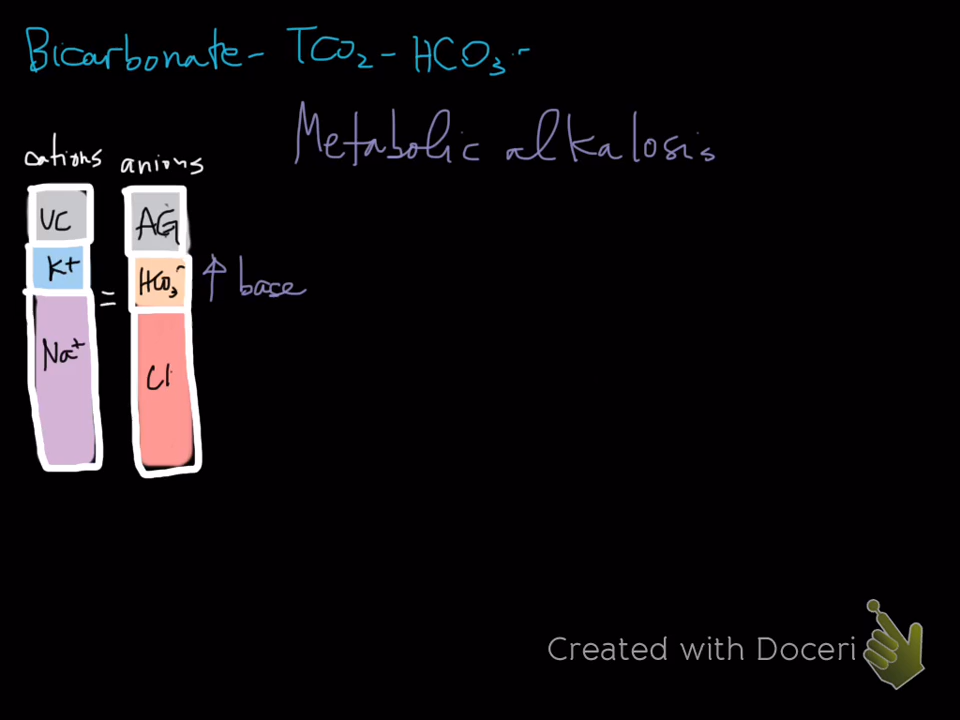 Bicarbonate - TCO₂ - HCO₃⁻
Metabolic alkalosis
cations anions
UC
AG
K+
HCO₃⁻
↑ base
=
Na⁺
Cl
Created with Doceri